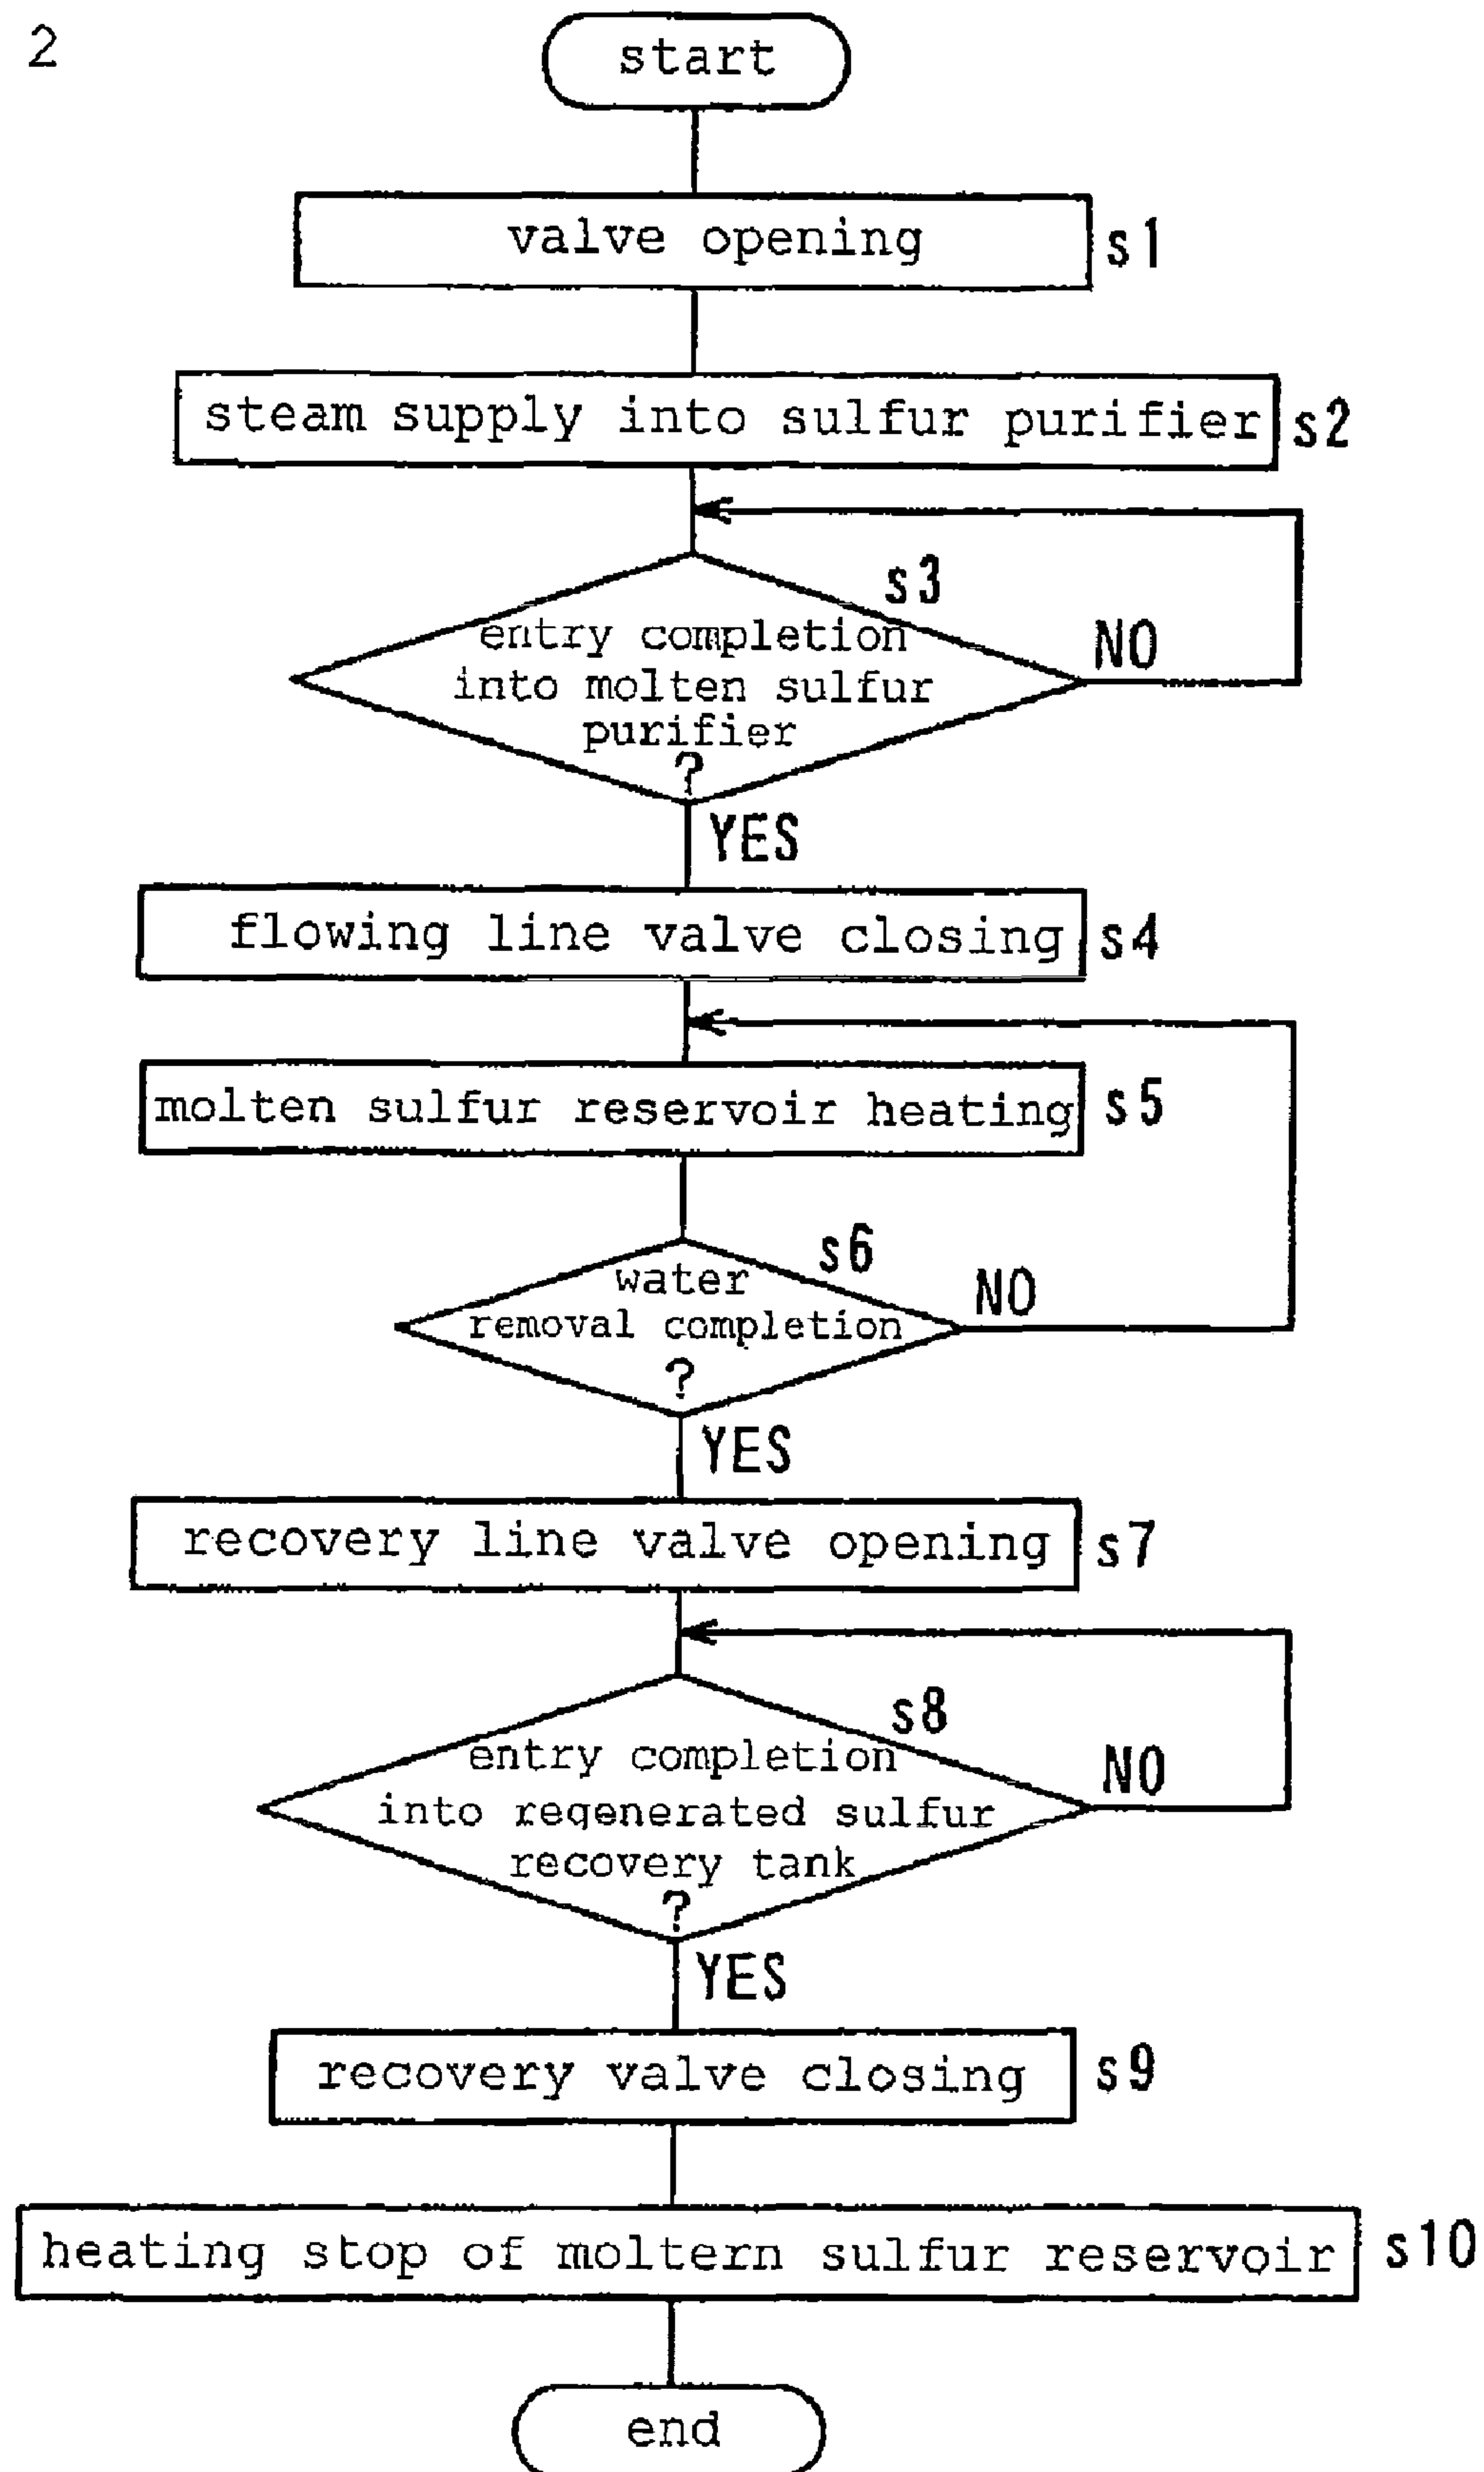 2
start
valve opening s1
steam supply into sulfur purifier s2
s3
entry completion
into molten sulfur
purifier
?
NO
YES
flowing line valve closing s4
molten sulfur reservoir heating s5
s6
water
removal completion
?
NO
YES
recovery line valve opening s7
s8
entry completion
into regenerated sulfur
recovery tank
?
NO
YES
recovery valve closing s9
heating stop of moltern sulfur reservoir s10
end